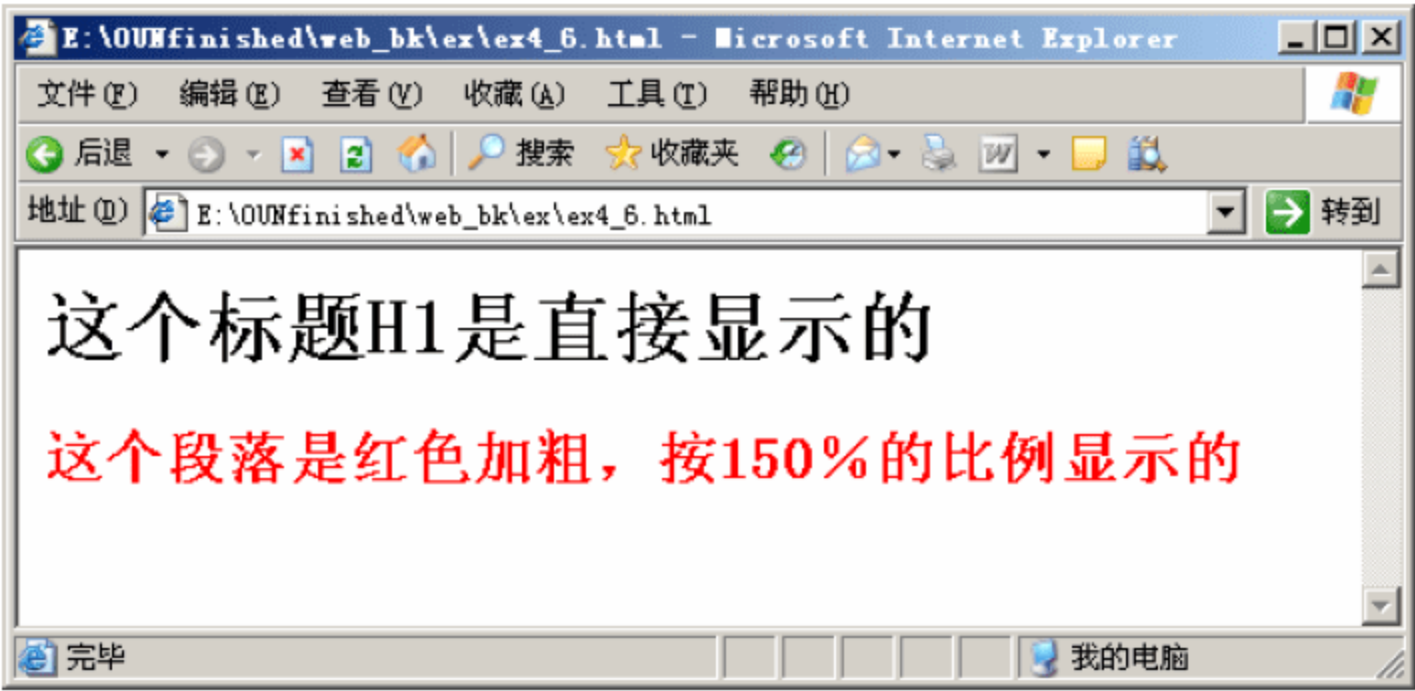 E:\OUNfinished\web_bk\ex\ex4_6.html - Microsoft Internet Explorer
文件(F) 编辑(E) 查看(V) 收藏(A) 工具(T) 帮助(H)
后退 搜索 收藏夹 W
地址(D) E:\OUNfinished\web_bk\ex\ex4_6.html 转到
这个标题H1是直接显示的
这个段落是红色加粗，按150%的比例显示的
完毕 我的电脑